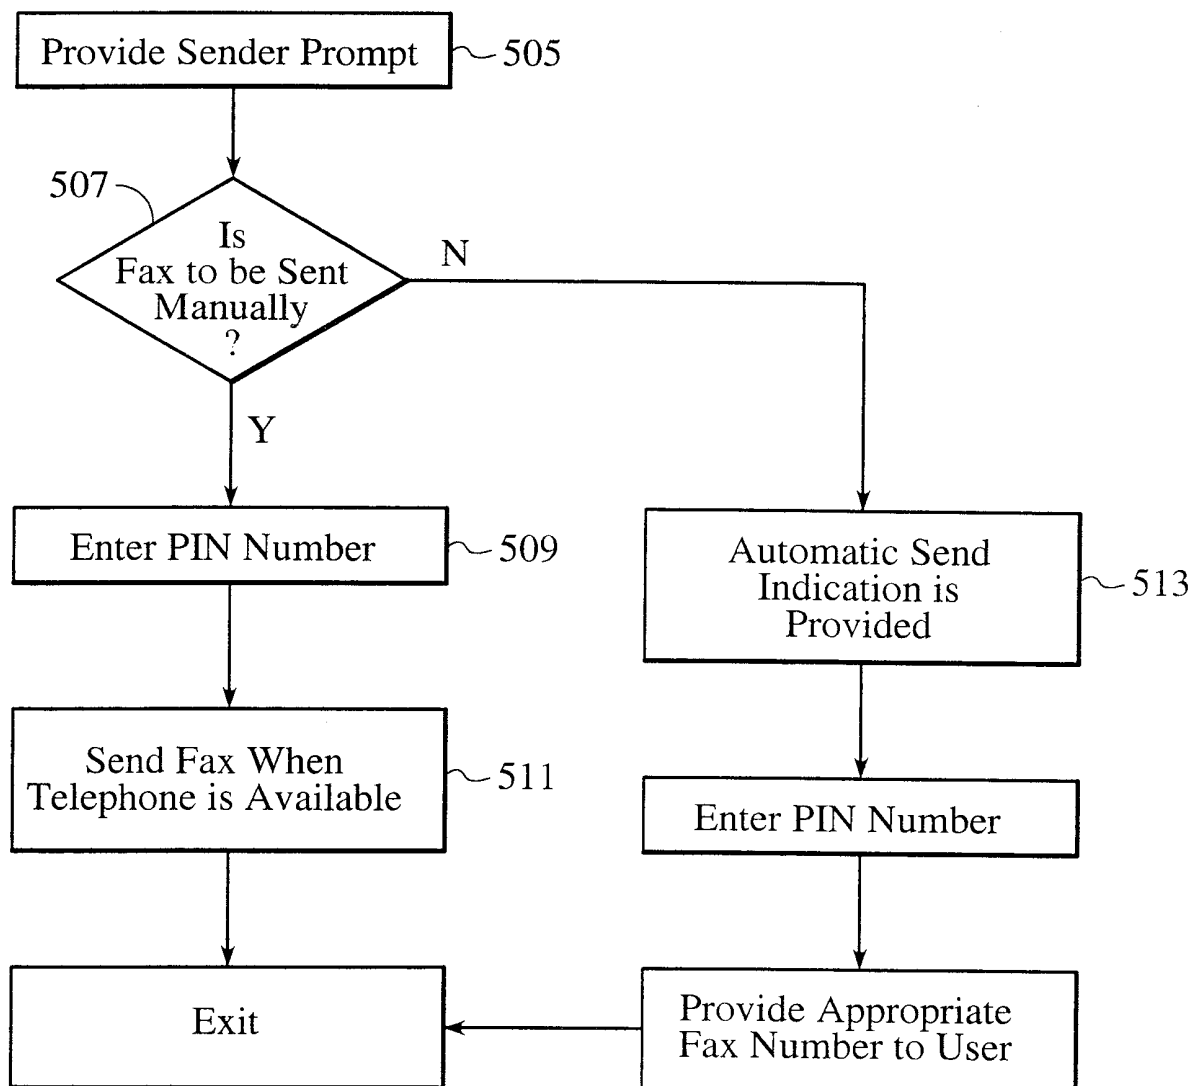 Provide Sender Prompt
505
507
Is
Fax to be Sent
Manually
?
N
Y
Enter PIN Number
509
Automatic Send
Indication is
Provided
513
Send Fax When
Telephone is Available
511
Enter PIN Number
Exit
Provide Appropriate
Fax Number to User